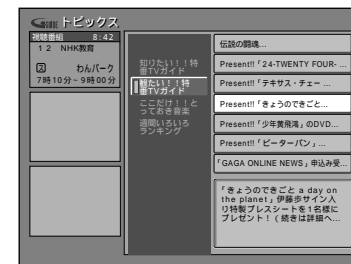 GGUIDE トピックス
視聴番組 8:42
12 NHK教育
字 わんパーク
7時10分~9時00分
知りたい!!特
番TVガイド
観たい!!特
番TVガイド
ここだけ!!と
っておき音楽
週間いろいろ
ランキング
伝説の闘魂...
Present!!「24-TWENTY FOUR- ...
Present!!「テキサス・チェー ...
Present!!「きょうのできごと...
Present!!「少年黄飛鴻」のDVD...
Present!!「ピーターパン」...
「GAGA ONLINE NEWS」申込み受...
「きょうのできごと a day on
the planet」伊藤歩サイン入
り特製プレスシートを1名様に
プレゼント!(続きは詳細へ...